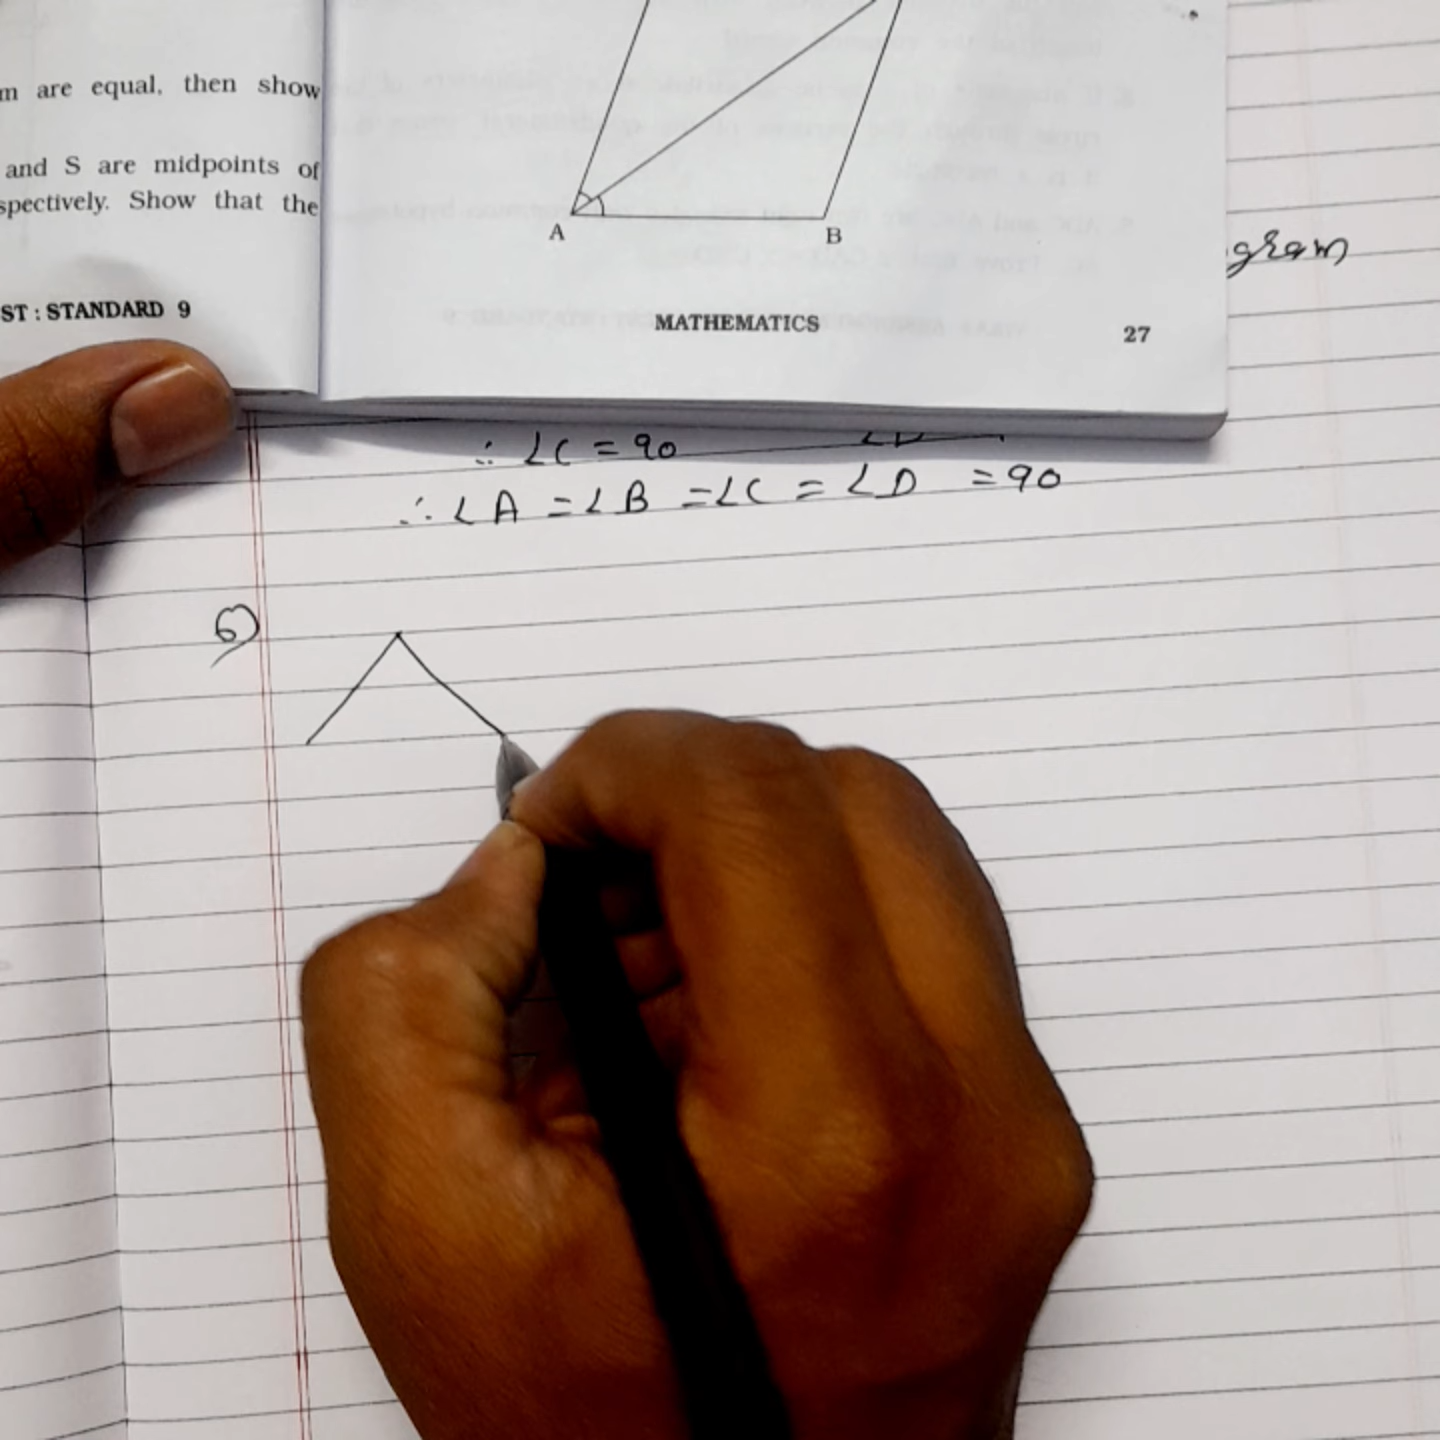 m are equal, then show
and S are midpoints of
spectively. Show that the
ST : STANDARD 9
A
B
MATHEMATICS
27
gram
∴ ∠C = 90
∠D
∴ ∠A = ∠B = ∠C = ∠D = 90
6)